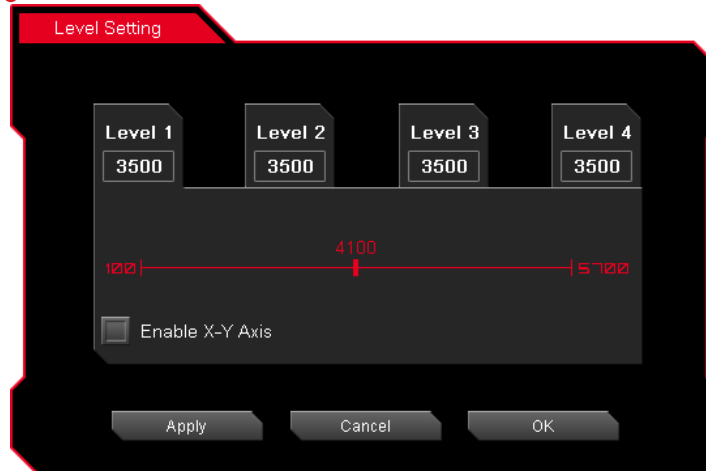 Level Setting
Level 1 Level 2 Level 3 Level 4
3500 3500 3500 3500
4100
100 5700
Enable X-Y Axis
Apply Cancel OK